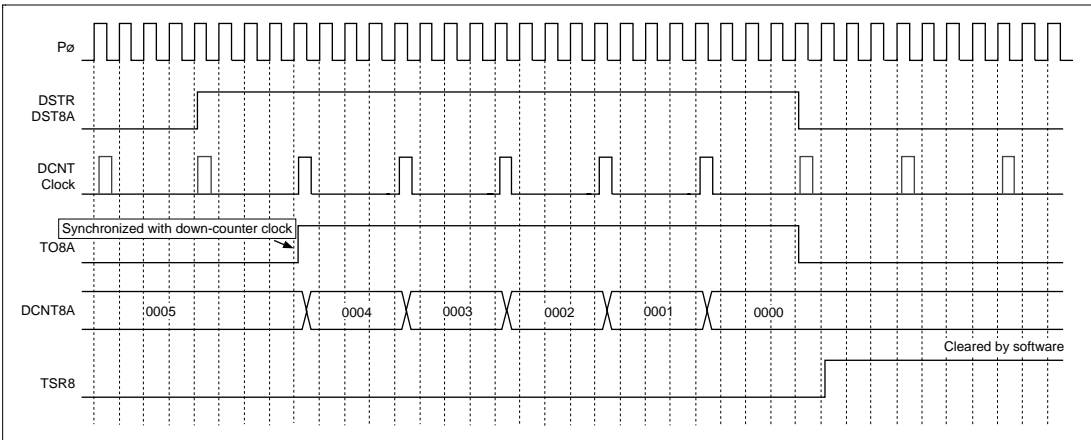 Pø
DSTR
DST8A
DCNT
Clock
Synchronized with down-counter clock
TO8A
DCNT8A
0005
0004
0003
0002
0001
0000
Cleared by software
TSR8